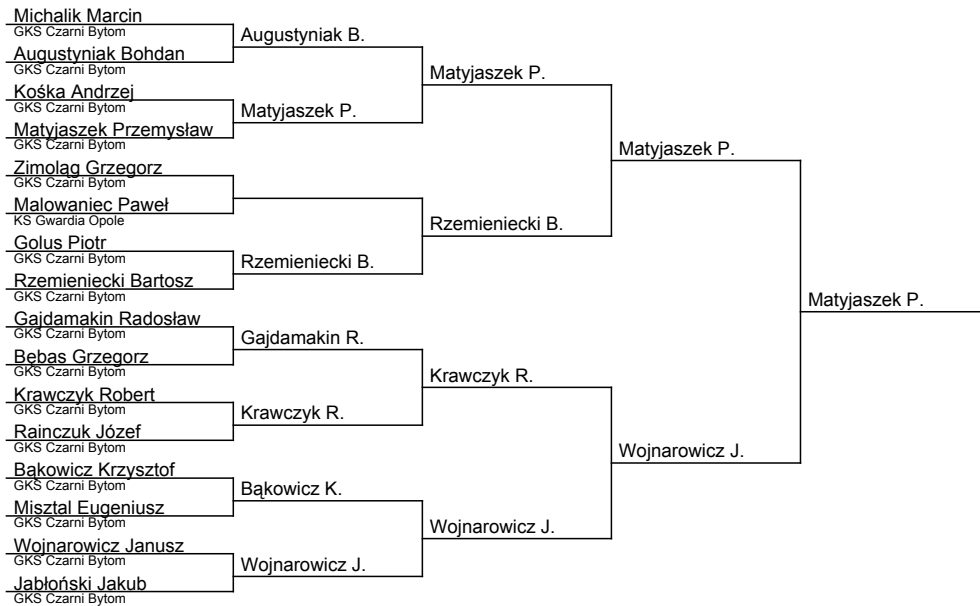 Michalik Marcin
GKS Czarni Bytom
Augustyniak Bohdan
GKS Czarni Bytom
Kośka Andrzej
GKS Czarni Bytom
Matyjaszek Przemysław
GKS Czarni Bytom
Zimoląg Grzegorz
GKS Czarni Bytom
Malowaniec Paweł
KS Gwardia Opole
Golus Piotr
GKS Czarni Bytom
Rzemieniecki Bartosz
GKS Czarni Bytom
Gajdamakin Radosław
GKS Czarni Bytom
Bębas Grzegorz
GKS Czarni Bytom
Krawczyk Robert
GKS Czarni Bytom
Rainczuk Józef
GKS Czarni Bytom
Bąkowicz Krzysztof
GKS Czarni Bytom
Misztal Eugeniusz
GKS Czarni Bytom
Wojnarowicz Janusz
GKS Czarni Bytom
Jabłoński Jakub
GKS Czarni Bytom
Augustyniak B.
Matyjaszek P.
Rzemieniecki B.
Gajdamakin R.
Krawczyk R.
Bąkowicz K.
Wojnarowicz J.
Matyjaszek P.
Rzemieniecki B.
Krawczyk R.
Wojnarowicz J.
Matyjaszek P.
Wojnarowicz J.
Matyjaszek P.